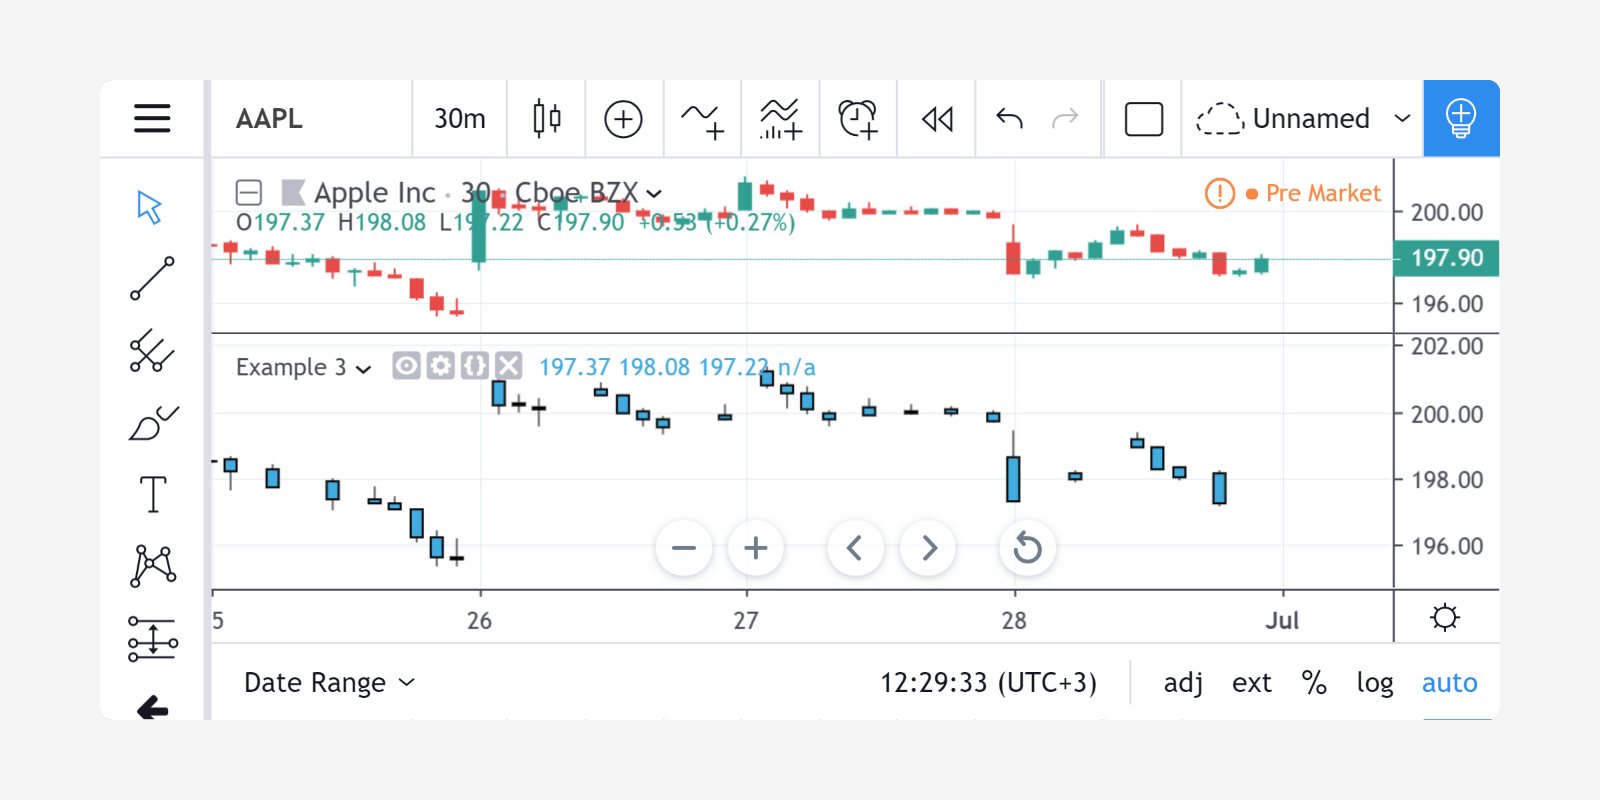 AAPL 30m Unnamed
Apple Inc · 30 Cboe BZX
Pre Market
O197.37 H198.08 L197.22 C197.90 +0.53 (+0.27%)
200.00
197.90
196.00
Example 3 197.37 198.08 197.22 n/a
202.00
200.00
198.00
196.00
5 26 27 28 Jul
Date Range 12:29:33 (UTC+3) adj ext % log auto